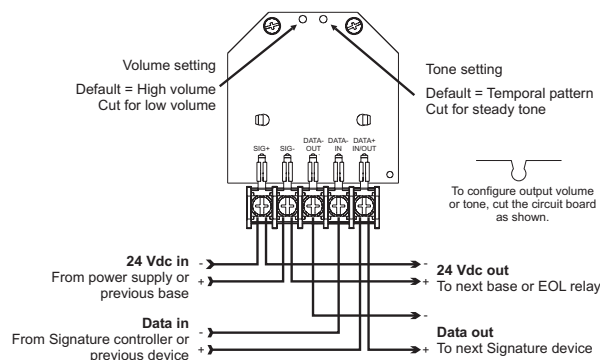 Volume setting
Default = High volume
Cut for low volume
Tone setting
Default = Temporal pattern
Cut for steady tone
SIG+
SIG-
DATA-
OUT
DATA-
IN
DATA+
IN/OUT
To configure output volume
or tone, cut the circuit board
as shown.
24 Vdc in
From power supply or
previous base
-
+
-
+
24 Vdc out
To next base or EOL relay
Data in
From Signature controller or
previous device
-
+
-
+
Data out
To next Signature device